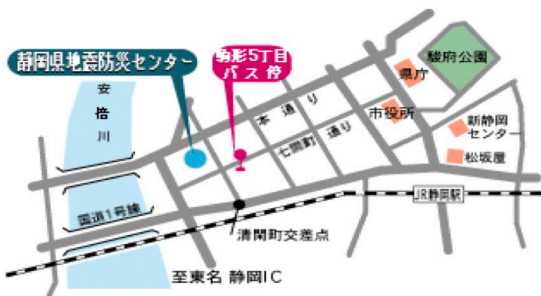 静岡県地震防災センター
駒形5丁目
バス停
駿府公園
県庁
安倍川
本通り
市役所
新静岡
センター
七間町通り
松坂屋
国道1号線
JR静岡駅
清閑町交差点
至東名 静岡IC